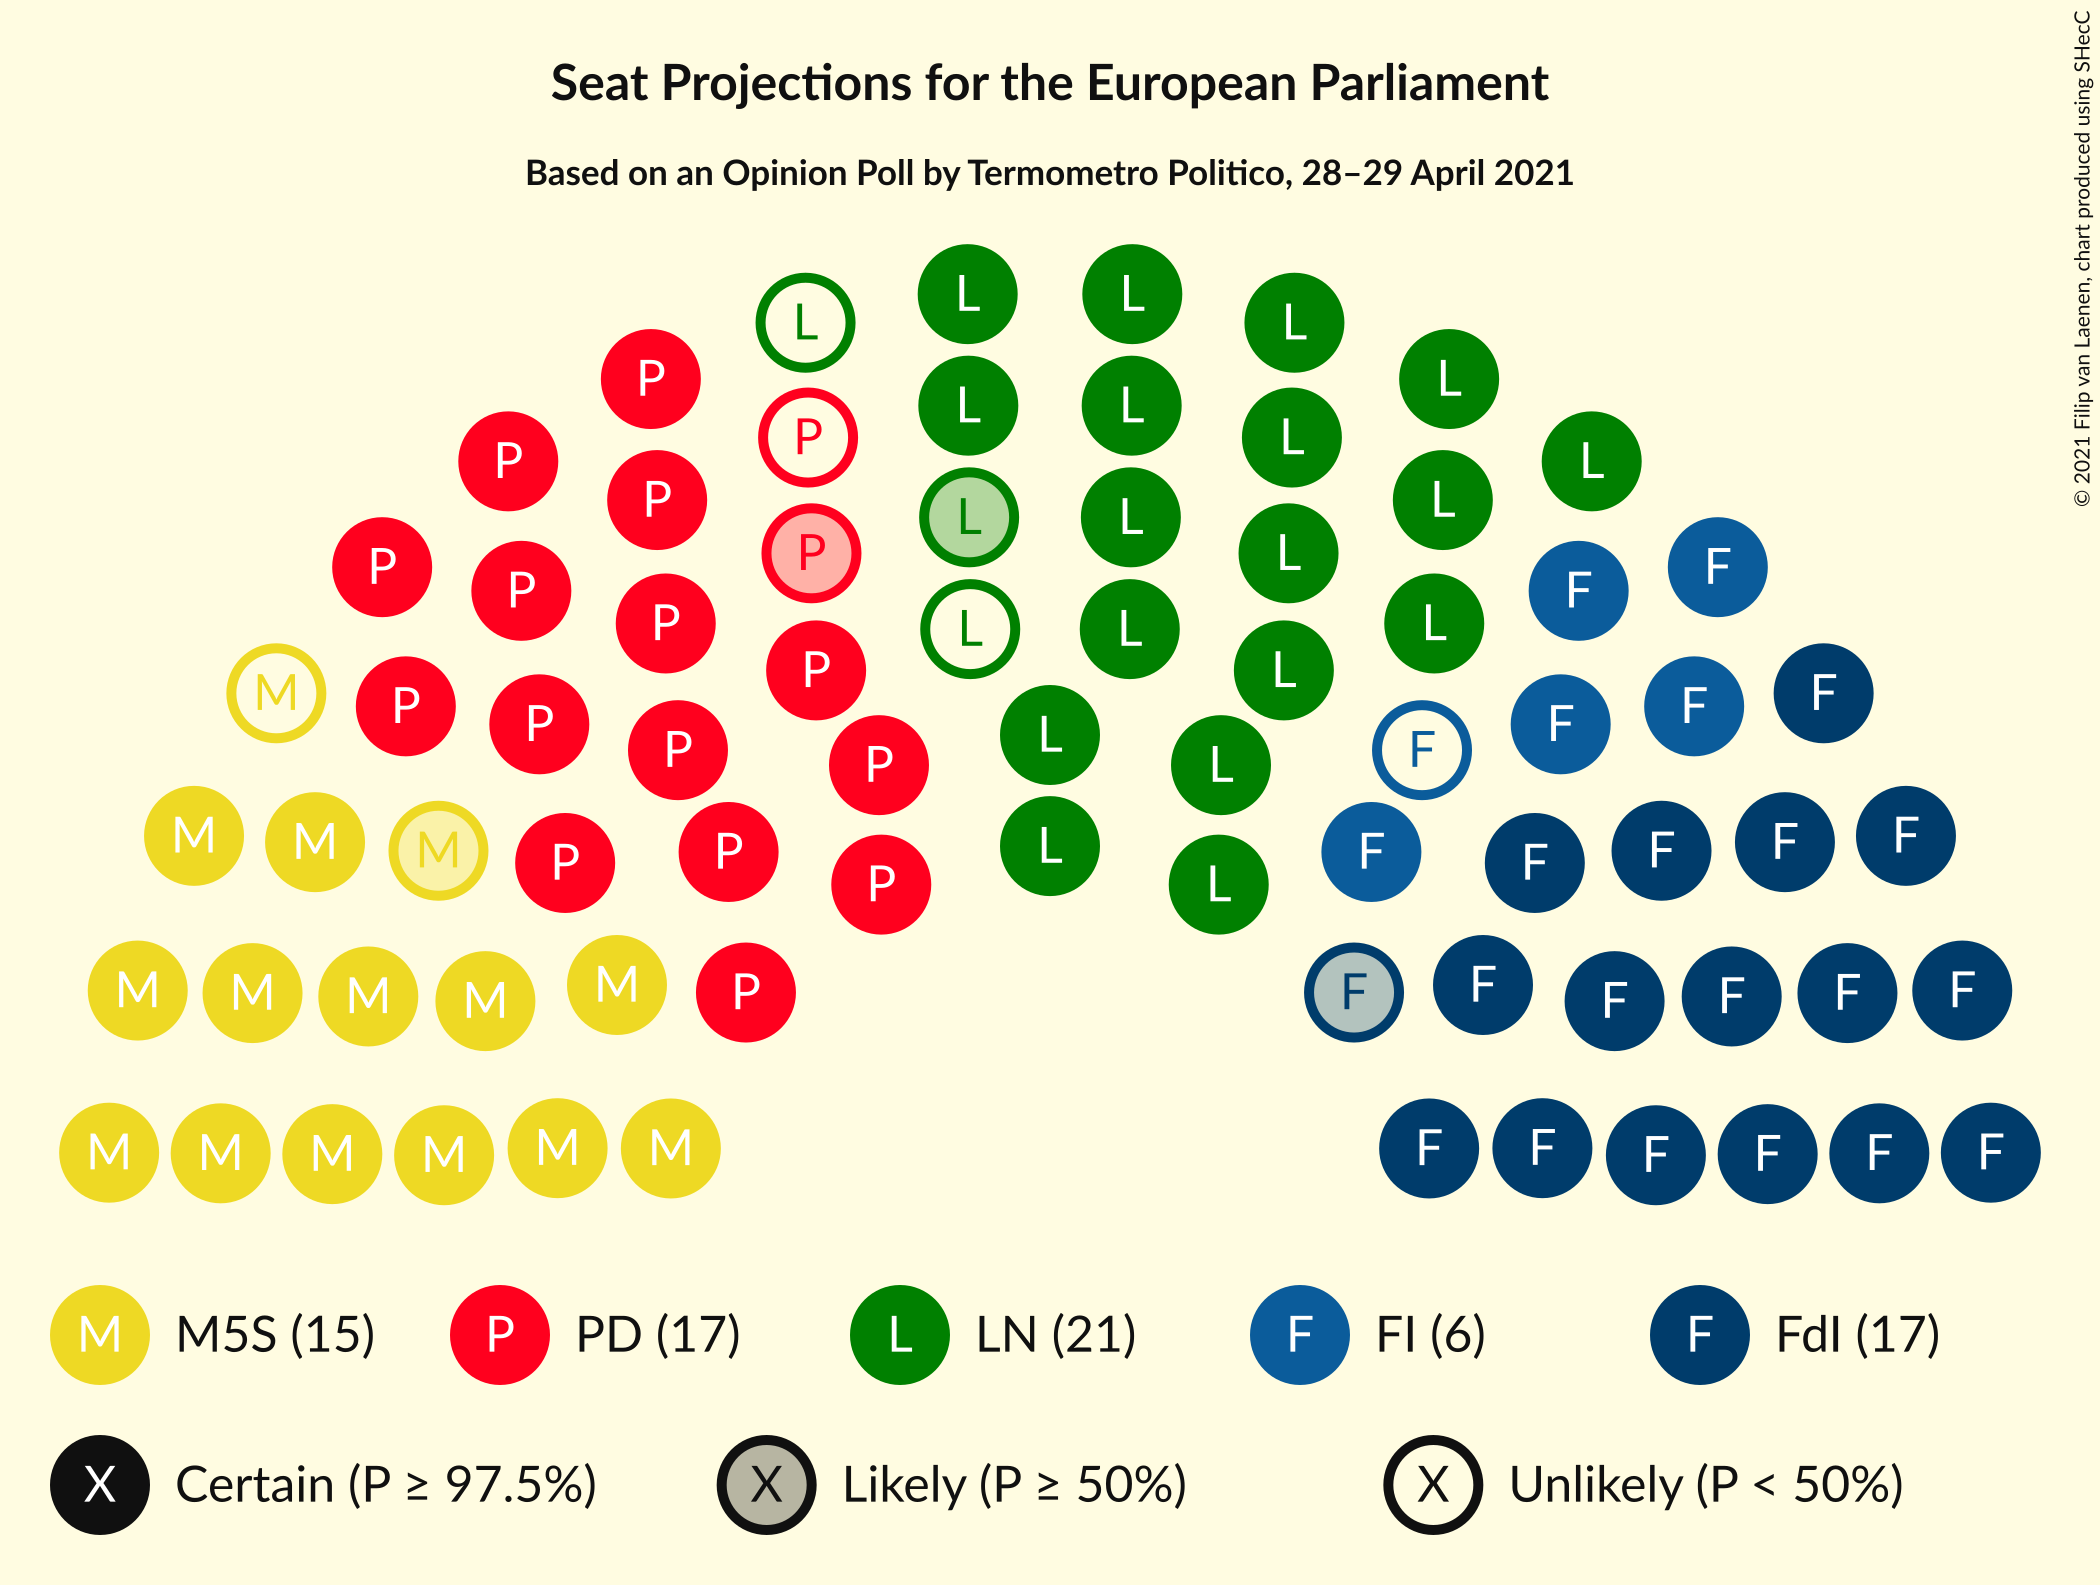 Seat Projections for the European Parliament
Based on an Opinion Poll by Termometro Politico, 28–29 April 2021
© 2021 Filip van Laenen, chart produced using SHecC
L L L L
P L
P P L L P L
L L P L
P L L P F F
P L
P L L P L
M P P F F F
P P L L F F
M M M P P L F F F F F
P L
M M M M M P F F F F F F
M M M M M M F F F F F F
M M5S (15) P PD (17) L LN (21) F FI (6) F FdI (17)
X Certain (P ≥ 97.5%) X Likely (P ≥ 50%) X Unlikely (P < 50%)